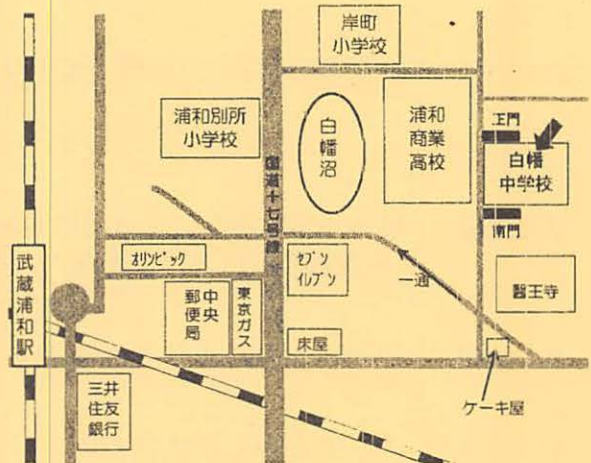 岸町
小学校
浦和別所
小学校
白幡沼
浦和
商業
高校
正門
白幡
中学校
南門
国道十七号線
オリンピック
セブン
イレブン
一通
醫王寺
武蔵浦和駅
中央
郵便局
東京ガス
床屋
三井
住友
銀行
ケーキ屋